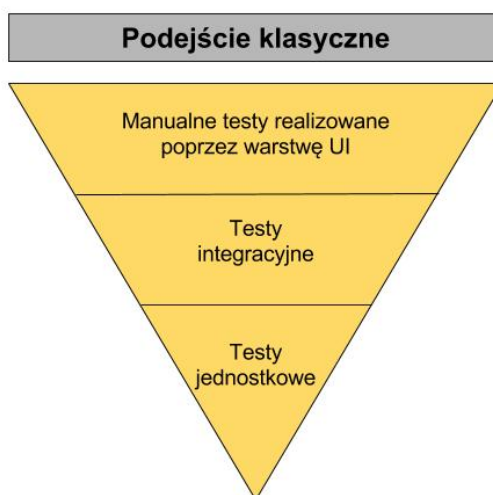 Podejście klasyczne
Manualne testy realizowane
poprzez warstwę UI
Testy
integracyjne
Testy
jednostkowe